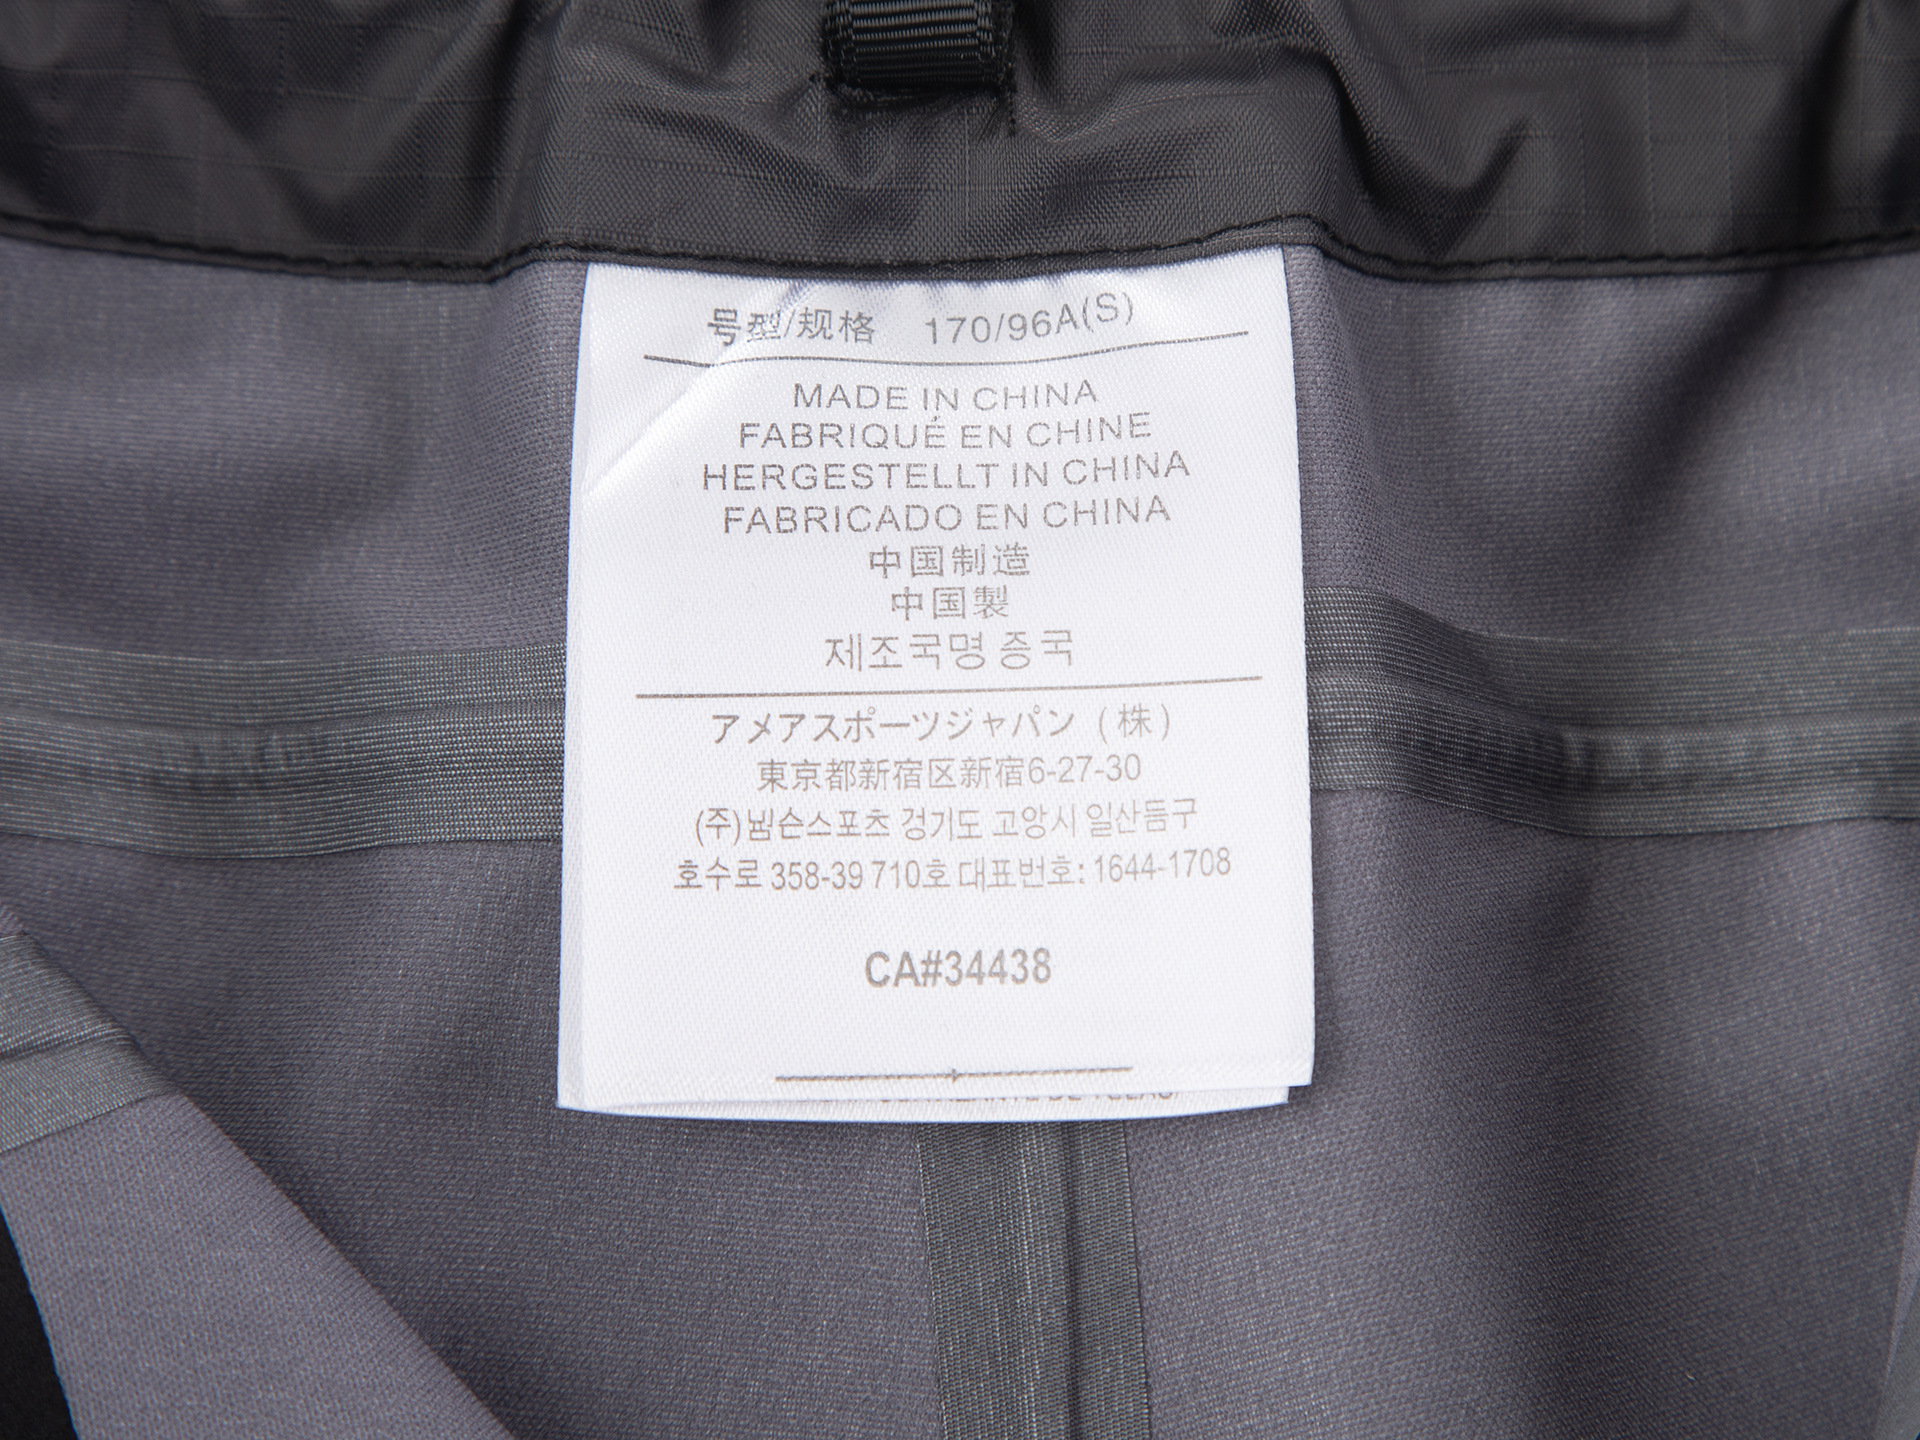 号型/规格 170/96A(S)
MADE IN CHINA
FABRIQUÉ EN CHINE
HERGESTELLT IN CHINA
FABRICADO EN CHINA
中国制造
中国製
제조국명 중국
アメアスポーツジャパン (株)
東京都新宿区新宿6-27-30
(주)넬슨스포츠 경기도 고양시 일산동구
호수로 358-39 710호 대표번호: 1644-1708
CA#34438